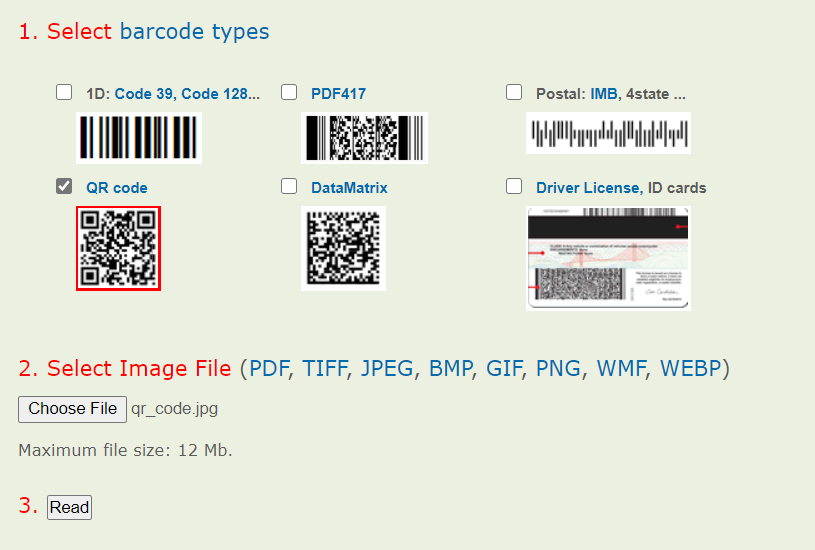 1. Select barcode types
1D: Code 39, Code 128...
PDF417
Postal: IMB, 4state ...
QR code
DataMatrix
Driver License, ID cards
2. Select Image File (PDF, TIFF, JPEG, BMP, GIF, PNG, WMF, WEBP)
Choose File qr_code.jpg
Maximum file size: 12 Mb.
3. Read